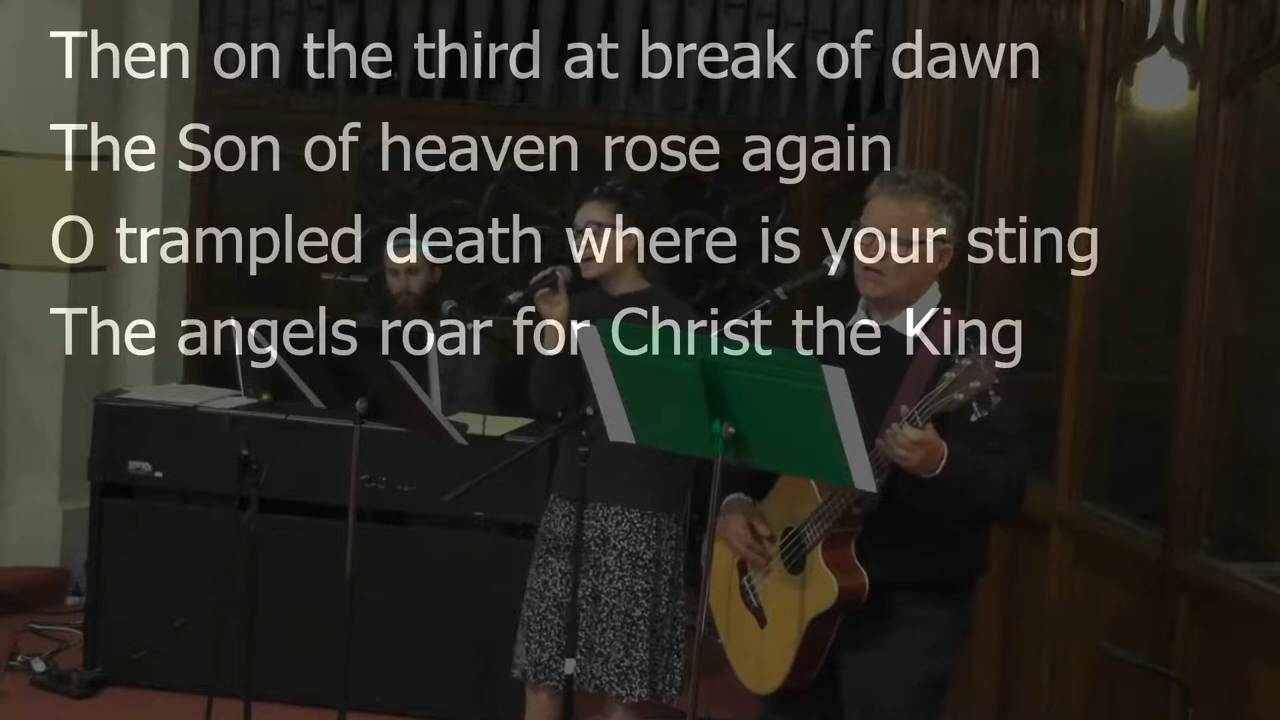 Then on the third at break of dawn
The Son of heaven rose again
O trampled death where is your sting
The angels roar for Christ the King